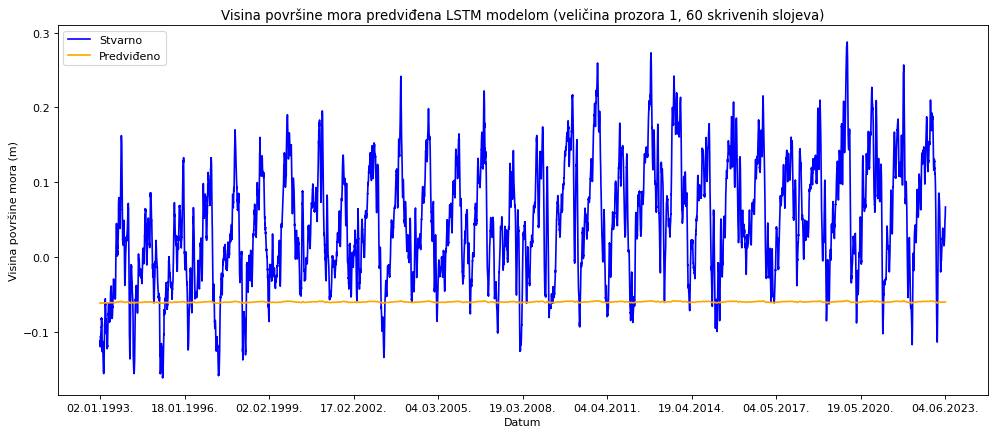 Visina površine mora predviđena LSTM modelom (veličina prozora 1, 60 skrivenih slojeva)
Stvarno
Predviđeno
Visina površine mora (m)
0.3
0.2
0.1
0.0
−0.1
02.01.1993. 18.01.1996. 02.02.1999. 17.02.2002. 04.03.2005. 19.03.2008. 04.04.2011. 19.04.2014. 04.05.2017. 19.05.2020. 04.06.2023.
Datum